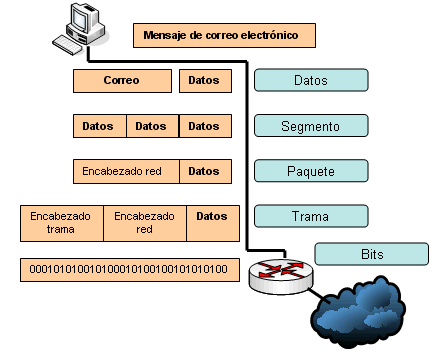 Mensaje de correo electrónico
Correo Datos Datos
Datos Datos Datos Segmento
Encabezado red Datos Paquete
Encabezado Encabezado Datos Trama
trama red
Bits
0001010100101000101001001010101010100